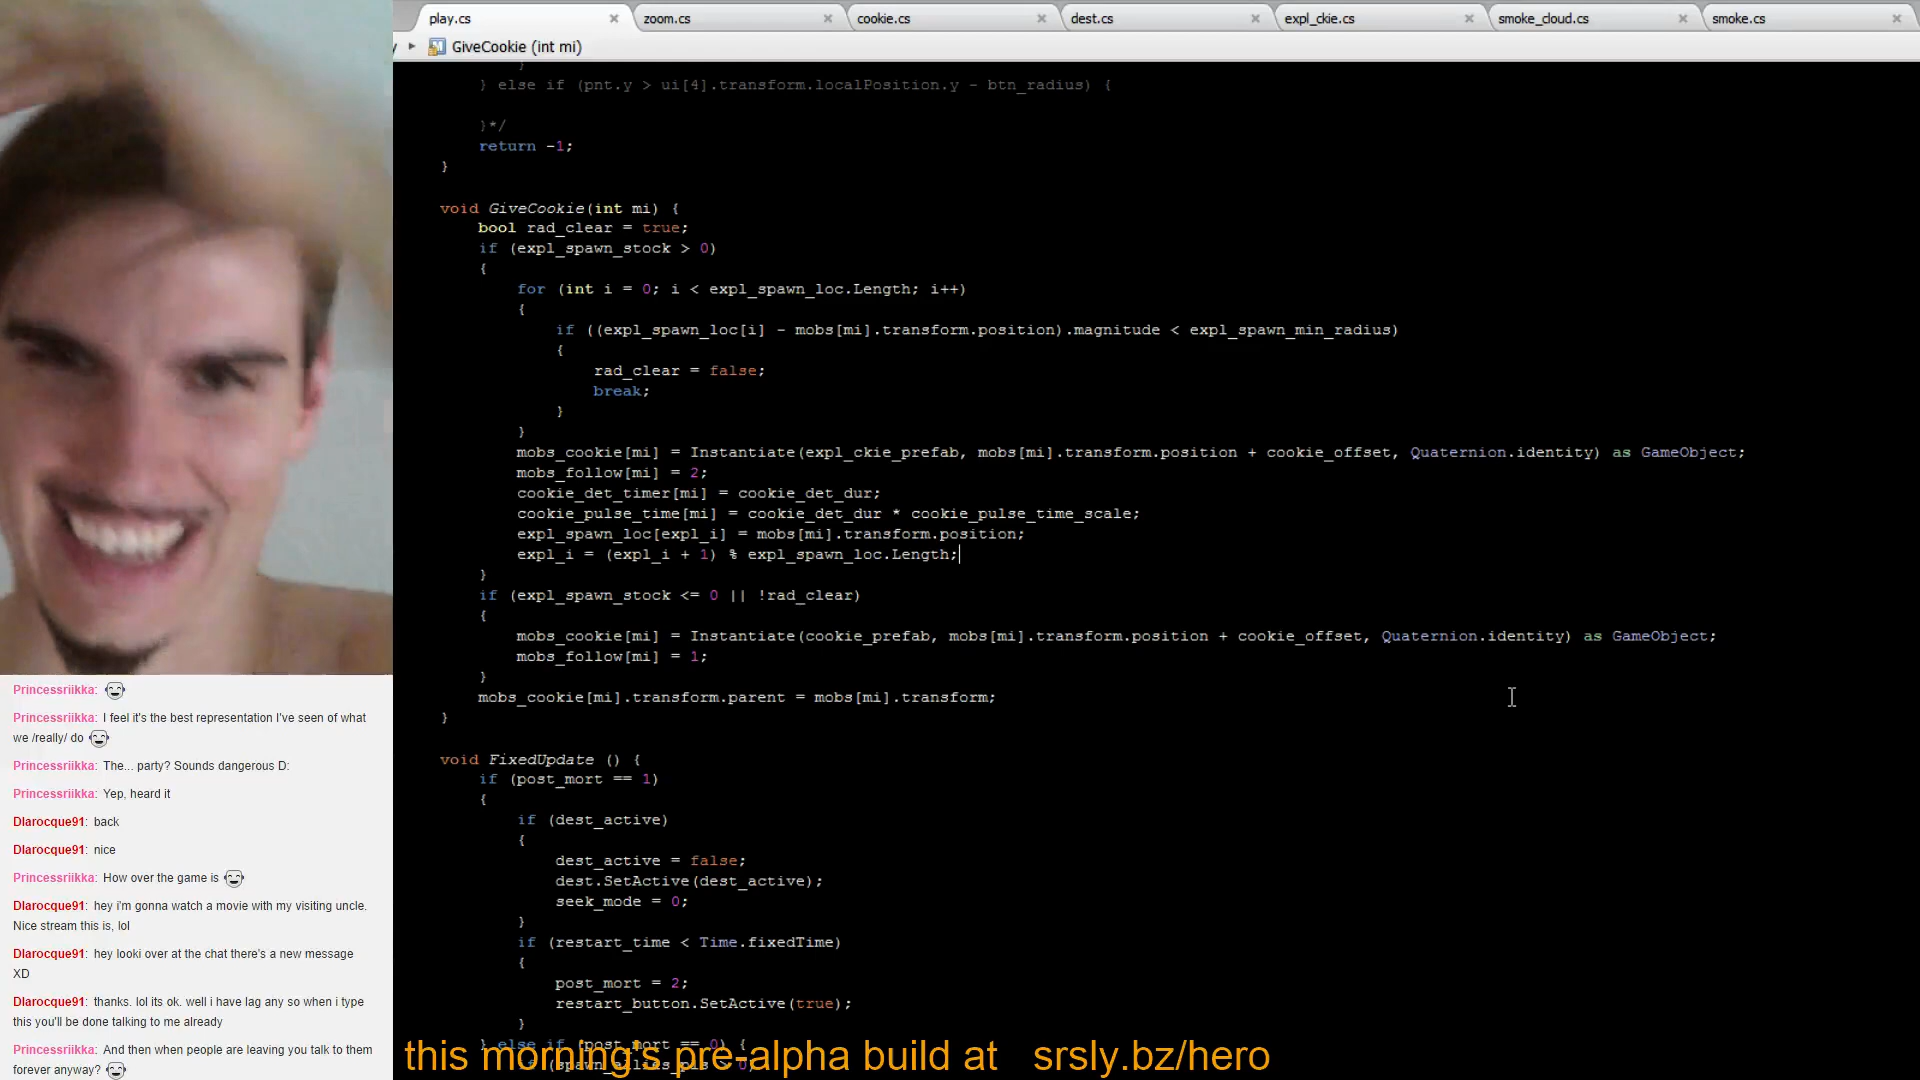 play.cs
zoom.cs
cookie.cs
dest.cs
expl_ckie.cs
smoke_cloud.cs
smoke.cs
GiveCookie (int mi)
}
} else if (pnt.y > ui[4].transform.localPosition.y - btn_radius) {
}*/
return -1;
}
void GiveCookie(int mi) {
bool rad_clear = true;
if (expl_spawn_stock > 0)
{
for (int i = 0; i < expl_spawn_loc.Length; i++)
{
if ((expl_spawn_loc[i] - mobs[mi].transform.position).magnitude < expl_spawn_min_radius)
{
rad_clear = false;
break;
}
}
mobs_cookie[mi] = Instantiate(expl_ckie_prefab, mobs[mi].transform.position + cookie_offset, Quaternion.identity) as GameObject;
mobs_follow[mi] = 2;
cookie_det_timer[mi] = cookie_det_dur;
cookie_pulse_time[mi] = cookie_det_dur * cookie_pulse_time_scale;
expl_spawn_loc[expl_i] = mobs[mi].transform.position;
expl_i = (expl_i + 1) % expl_spawn_loc.Length;
}
if (expl_spawn_stock <= 0 || !rad_clear)
{
mobs_cookie[mi] = Instantiate(cookie_prefab, mobs[mi].transform.position + cookie_offset, Quaternion.identity) as GameObject;
mobs_follow[mi] = 1;
}
mobs_cookie[mi].transform.parent = mobs[mi].transform;
}
void FixedUpdate () {
if (post_mort == 1)
{
if (dest_active)
{
dest_active = false;
dest.SetActive(dest_active);
seek_mode = 0;
}
if (restart_time < Time.fixedTime)
{
post_mort = 2;
restart_button.SetActive(true);
}
} else if (post_mort == 0) {
Princessriikka:
Princessriikka: I feel it's the best representation I've seen of what
we /really/ do
Princessriikka: The... party? Sounds dangerous D:
Princessriikka: Yep, heard it
Dlarocque91: back
Dlarocque91: nice
Princessriikka: How over the game is
Dlarocque91: hey i'm gonna watch a movie with my visiting uncle.
Nice stream this is, lol
Dlarocque91: hey looki over at the chat there's a new message
XD
Dlarocque91: thanks. lol its ok. well i have lag any so when i type
this you'll be done talking to me already
Princessriikka: And then when people are leaving you talk to them
forever anyway?
this morning's pre-alpha build at srsly.bz/hero